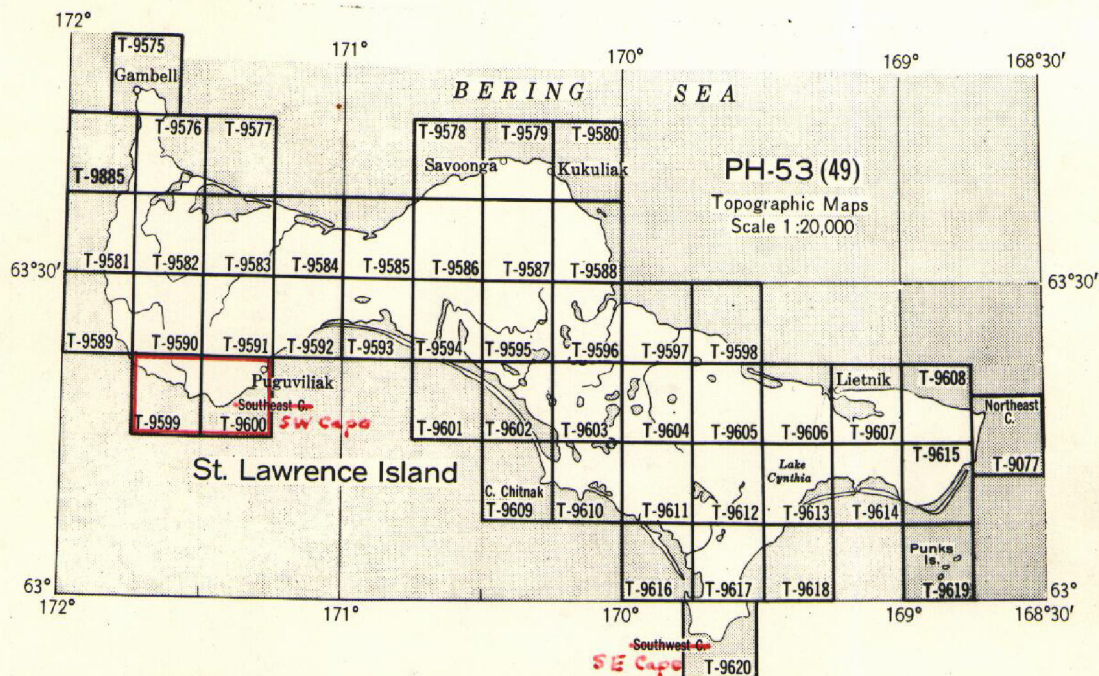 172°
T-9575
Gambell
171°
170°
169°
168°30'
BERING SEA
T-9576 T-9577 T-9578 T-9579 T-9580
Savoonga Kukuliak
PH-53 (49)
T-9885
Topographic Maps
Scale 1:20,000
63°30'
T-9581 T-9582 T-9583 T-9584 T-9585 T-9586 T-9587 T-9588
63°30'
T-9589 T-9590 T-9591 T-9592 T-9593 T-9594 T-9595 T-9596 T-9597 T-9598
Puguviliak
Lietnik
T-9608
Southeast C.
SW Cape
Northeast
C.
T-9599 T-9600
T-9601 T-9602 T-9603 T-9604 T-9605 T-9606 T-9607
T-9615
St. Lawrence Island
Lake
Cynthia
T-9077
C. Chitnak
T-9609 T-9610 T-9611 T-9612 T-9613 T-9614
Punks
Is.
63°
T-9616 T-9617 T-9618 T-9619
63°
172°
171°
170°
169°
168°30'
Southwest C.
SE Cape
T-9620